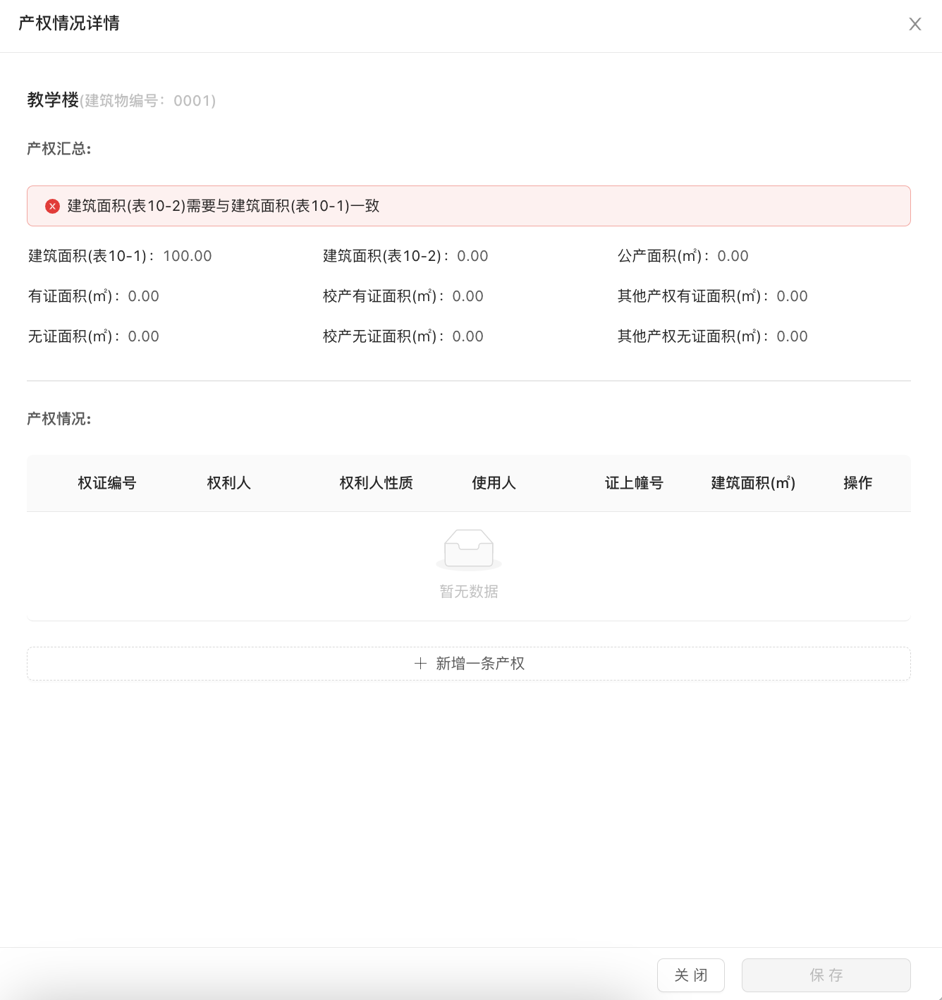 产权情况详情
教学楼(建筑物编号：0001)
产权汇总:
建筑面积(表10-2)需要与建筑面积(表10-1)一致
建筑面积(表10-1)：100.00 建筑面积(表10-2)：0.00 公产面积(㎡)：0.00
有证面积(㎡)：0.00 校产有证面积(㎡)：0.00 其他产权有证面积(㎡)：0.00
无证面积(㎡)：0.00 校产无证面积(㎡)：0.00 其他产权无证面积(㎡)：0.00
产权情况:
权证编号 权利人 权利人性质 使用人 证上幢号 建筑面积(㎡) 操作
暂无数据
新增一条产权
关 闭 保 存